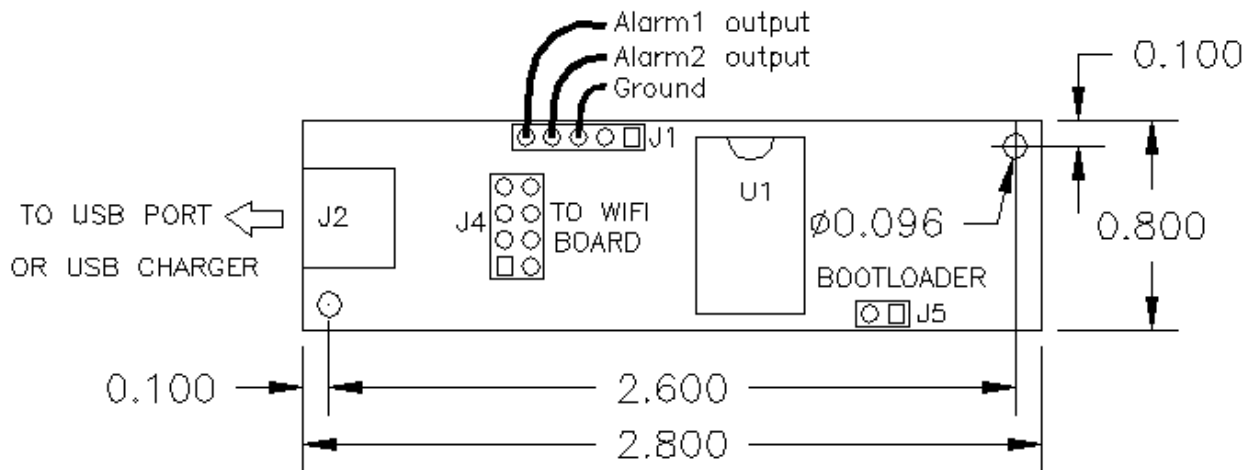 Alarm1 output
Alarm2 output
Ground
0.100
J1
U1
J2
J4
TO WIFI
BOARD
TO USB PORT
OR USB CHARGER
Ø0.096
0.800
BOOTLOADER
J5
0.100
2.600
2.800